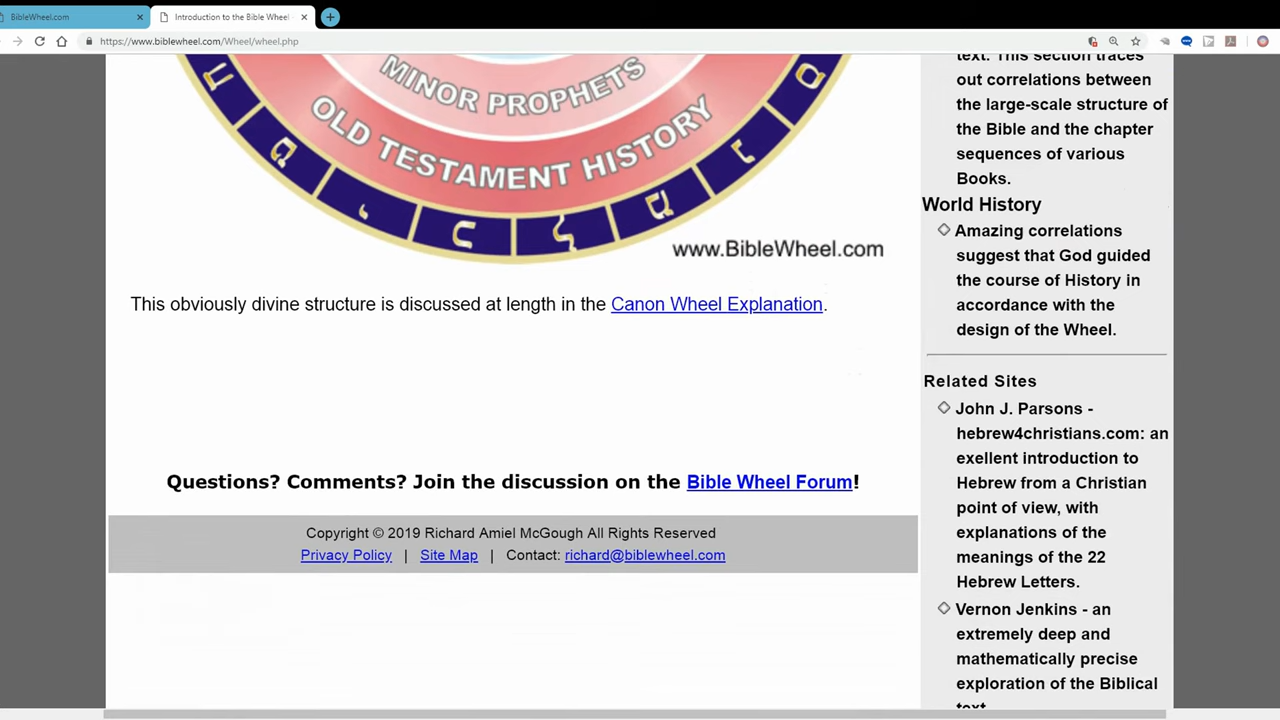 BibleWheel.com
Introduction to the Bible Wheel
https://www.biblewheel.com/Wheel/wheel.php
MINOR PROPHETS
OLD TESTAMENT HISTORY
www.BibleWheel.com
This obviously divine structure is discussed at length in the Canon Wheel Explanation.
Questions? Comments? Join the discussion on the Bible Wheel Forum!
Copyright © 2019 Richard Amiel McGough All Rights Reserved
Privacy Policy | Site Map | Contact: richard@biblewheel.com
text. This section traces
out correlations between
the large-scale structure of
the Bible and the chapter
sequences of various
Books.
World History
Amazing correlations
suggest that God guided
the course of History in
accordance with the
design of the Wheel.
Related Sites
John J. Parsons -
hebrew4christians.com: an
exellent introduction to
Hebrew from a Christian
point of view, with
explanations of the
meanings of the 22
Hebrew Letters.
Vernon Jenkins - an
extremely deep and
mathematically precise
exploration of the Biblical
text